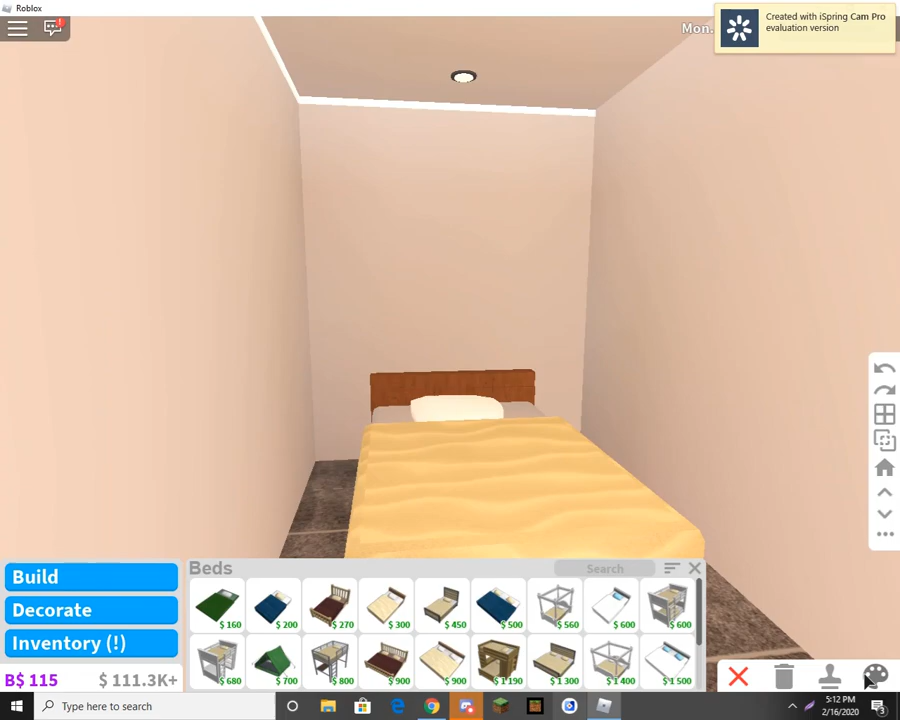 Roblox
Mon.
Created with iSpring Cam Pro
evaluation version
Build
Decorate
Inventory (!)
B$ 115 $ 111.3K+
Beds
Search
$ 160 $ 200 $ 270 $ 300 $ 450 $ 500 $ 560 $ 600 $ 600
$ 680 $ 700 $ 800 $ 900 $ 900 $ 1 190 $ 1 300 $ 1 400 $ 1 500
Type here to search
5:12 PM
2/16/2020
3